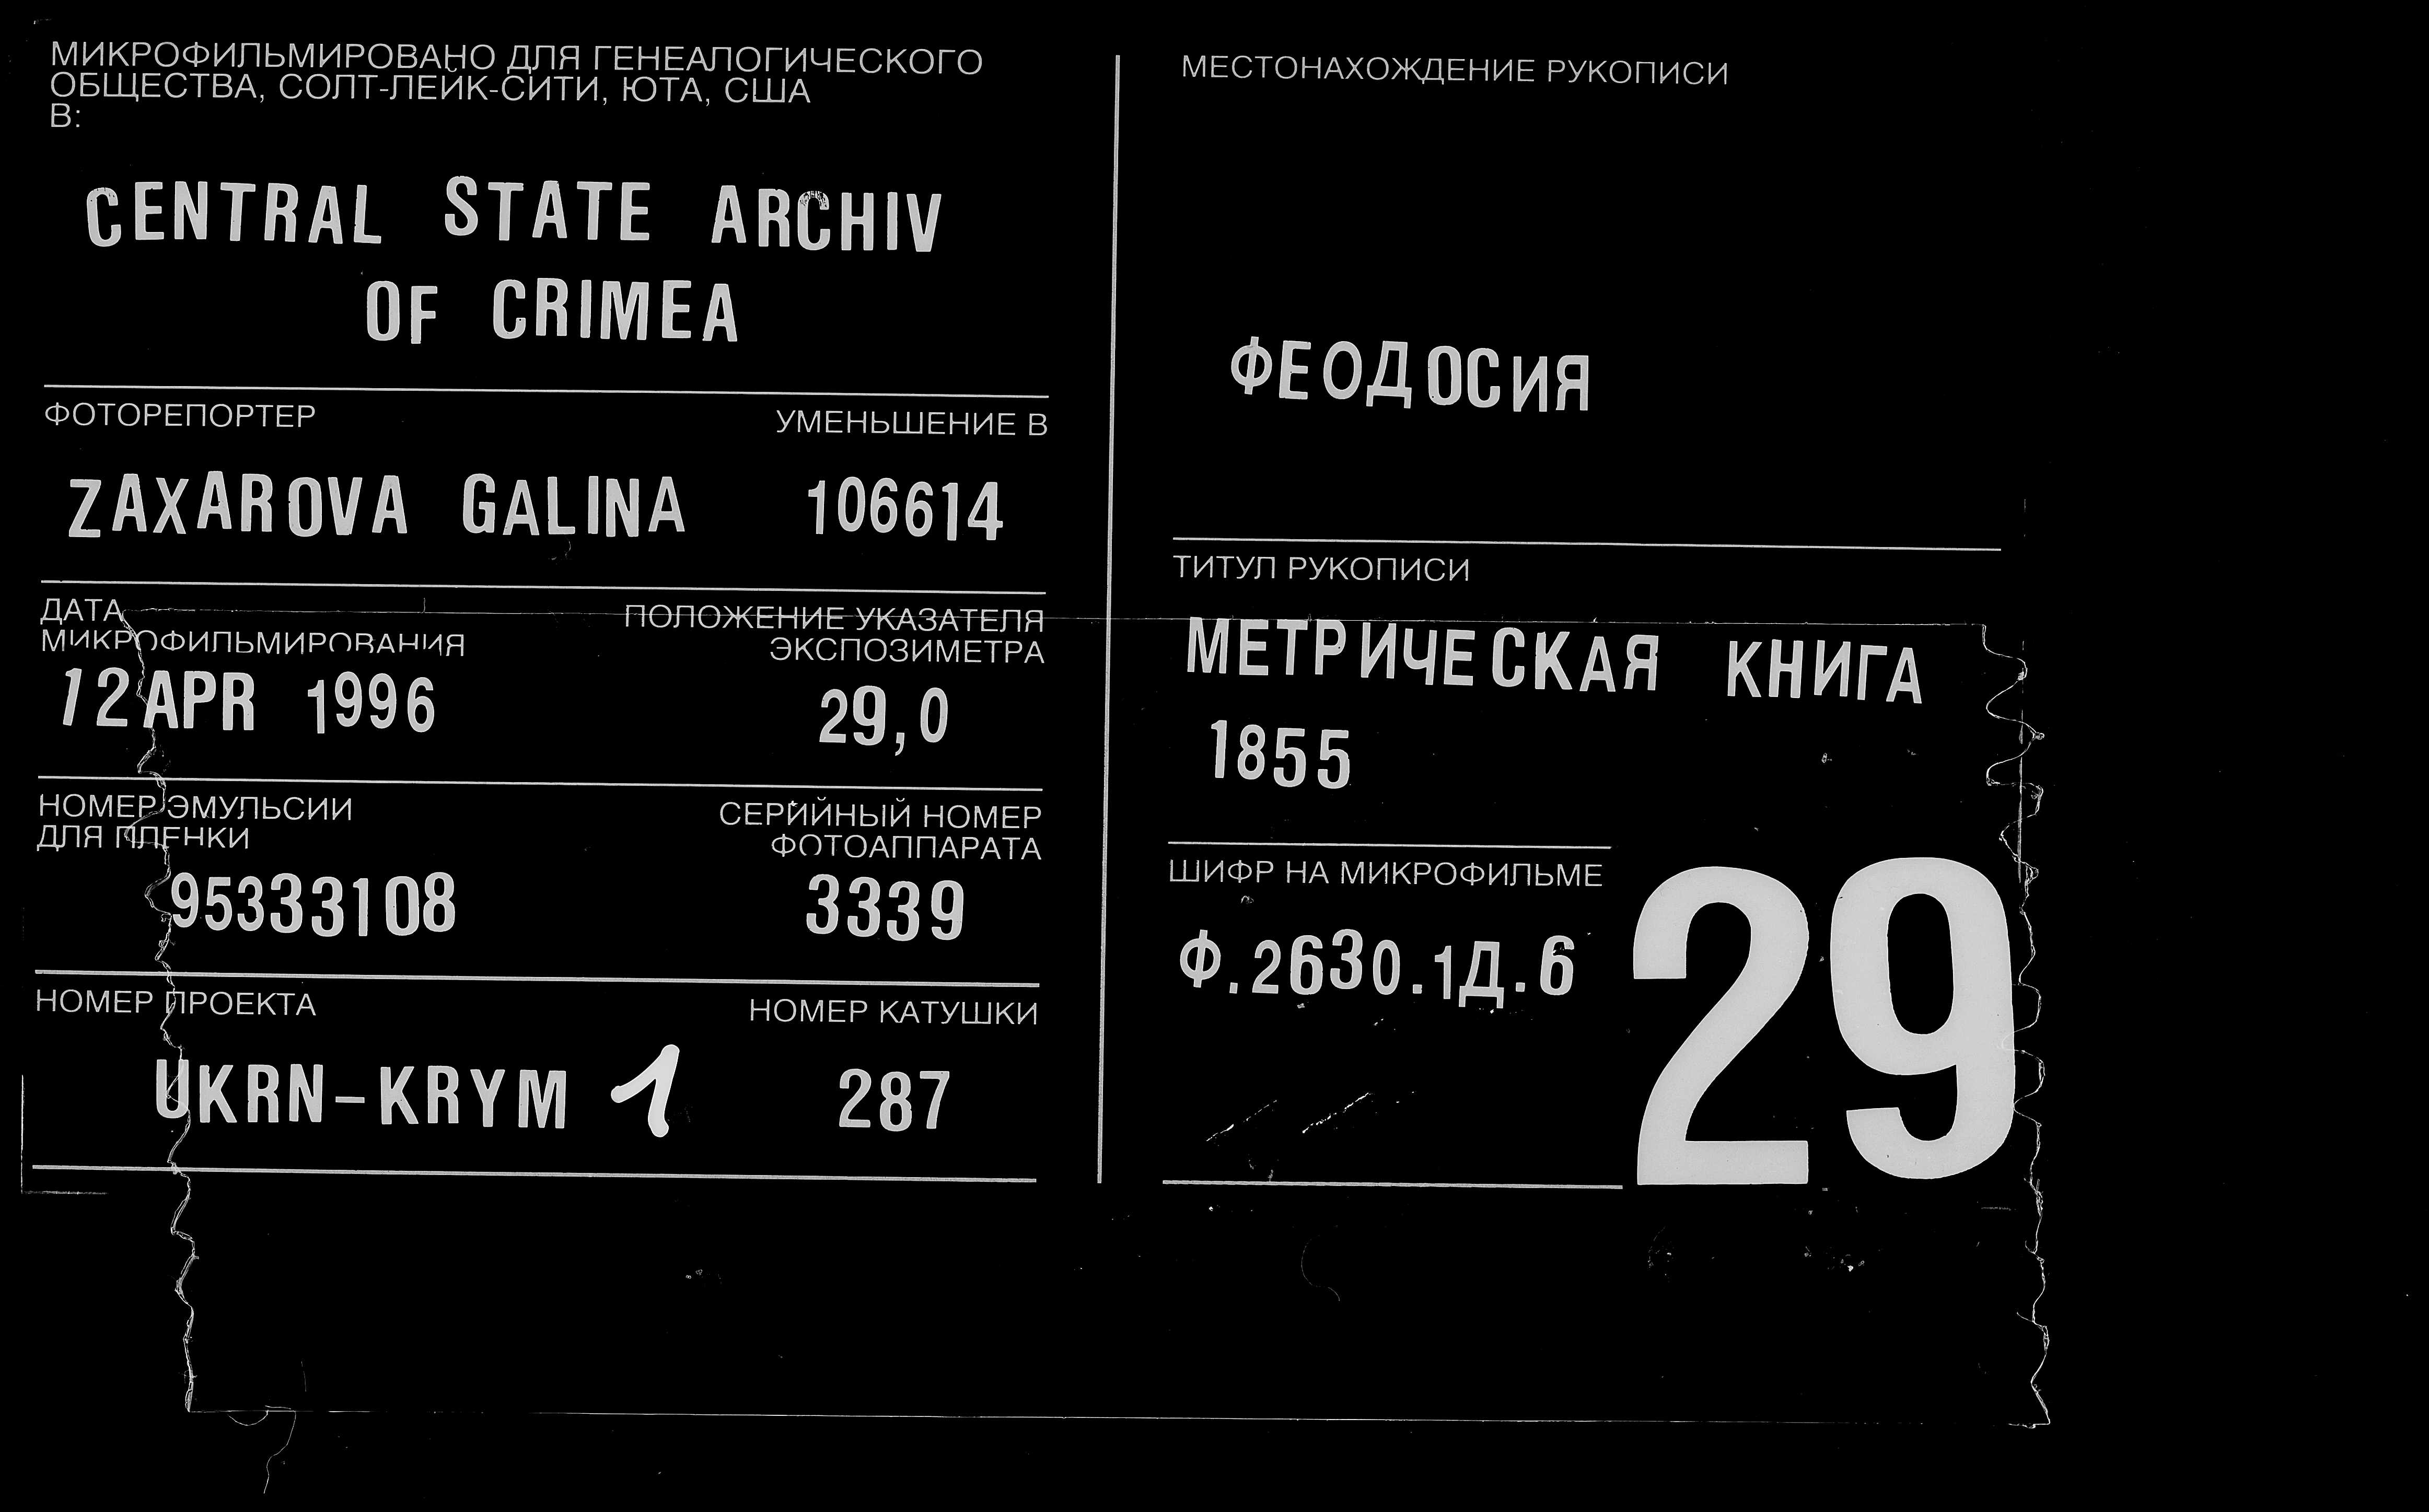 МИКРОФИЛЬМИРОВАНО ДЛЯ ГЕНЕАЛОГИЧЕСКОГО
ОБЩЕСТВА, СОЛТ-ЛЕЙК-СИТИ, ЮТА, США
В:
CENTRAL STATE ARCHIV
OF CRIMEA
ФОТОРЕПОРТЕР УМЕНЬШЕНИЕ В
ZAXAROVA GALINA 106614
ДАТА МИКРОФИЛЬМИРОВАНИЯ
ПОЛОЖЕНИЕ УКАЗАТЕЛЯ
ЭКСПОЗИМЕТРА
12 APR 1996 29,0
НОМЕР ЭМУЛЬСИИ
ДЛЯ ПЛЕНКИ
СЕРИЙНЫЙ НОМЕР
ФОТОАППАРАТА
95333108 3339
НОМЕР ПРОЕКТА НОМЕР КАТУШКИ
UKRN-KRYM 1 287
МЕСТОНАХОЖДЕНИЕ РУКОПИСИ
ФЕОДОСИЯ
ТИТУЛ РУКОПИСИ
МЕТРИЧЕСКАЯ КНИГА
1855
ШИФР НА МИКРОФИЛЬМЕ
Ф.2630.1Д.6
29